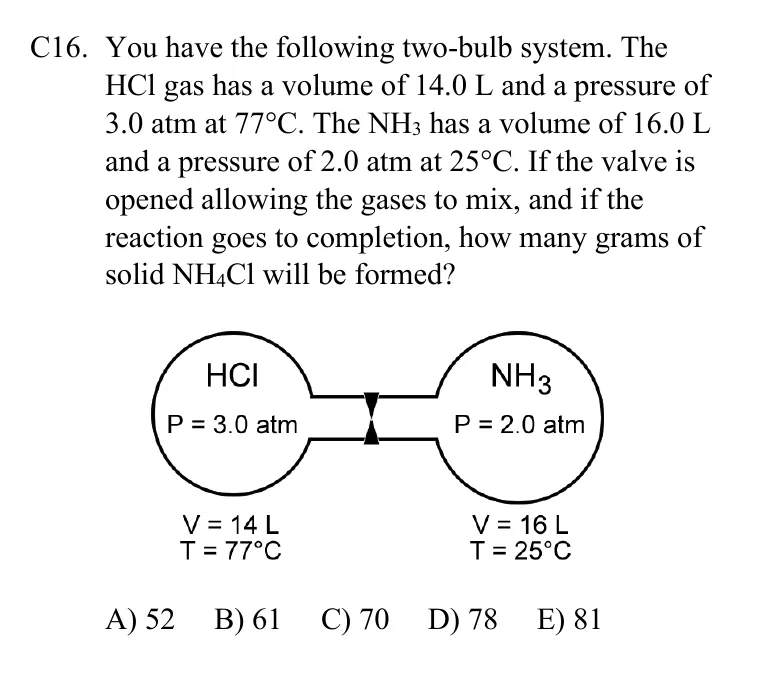 C16. You have the following two-bulb system. The
HCl gas has a volume of 14.0 L and a pressure of
3.0 atm at 77°C. The NH₃ has a volume of 16.0 L
and a pressure of 2.0 atm at 25°C. If the valve is
opened allowing the gases to mix, and if the
reaction goes to completion, how many grams of
solid NH₄Cl will be formed?
HCl
P = 3.0 atm
V = 14 L
T = 77°C
NH₃
P = 2.0 atm
V = 16 L
T = 25°C
A) 52 B) 61 C) 70 D) 78 E) 81